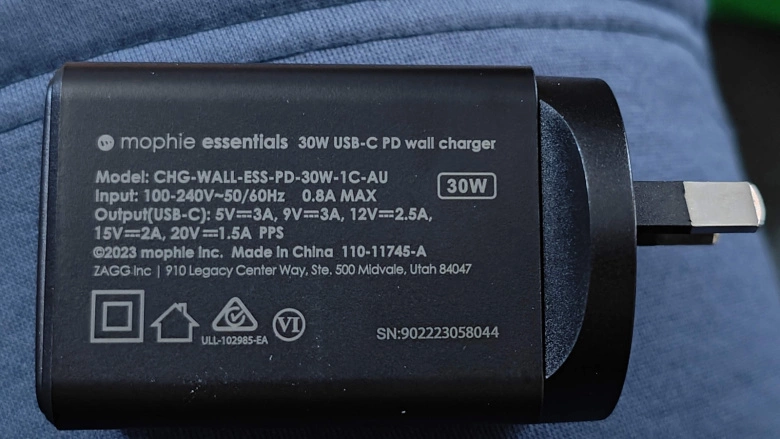 mophie essentials 30W USB-C PD wall charger
Model: CHG-WALL-ESS-PD-30W-1C-AU
Input: 100-240V~50/60Hz 0.8A MAX
30W
Output(USB-C): 5V⎓3A, 9V⎓3A, 12V⎓2.5A,
15V⎓2A, 20V⎓1.5A PPS
©2023 mophie Inc. Made in China 110-11745-A
ZAGG Inc | 910 Legacy Center Way, Ste. 500 Midvale, Utah 84047
ULL-102985-EA
VI
SN:902223058044